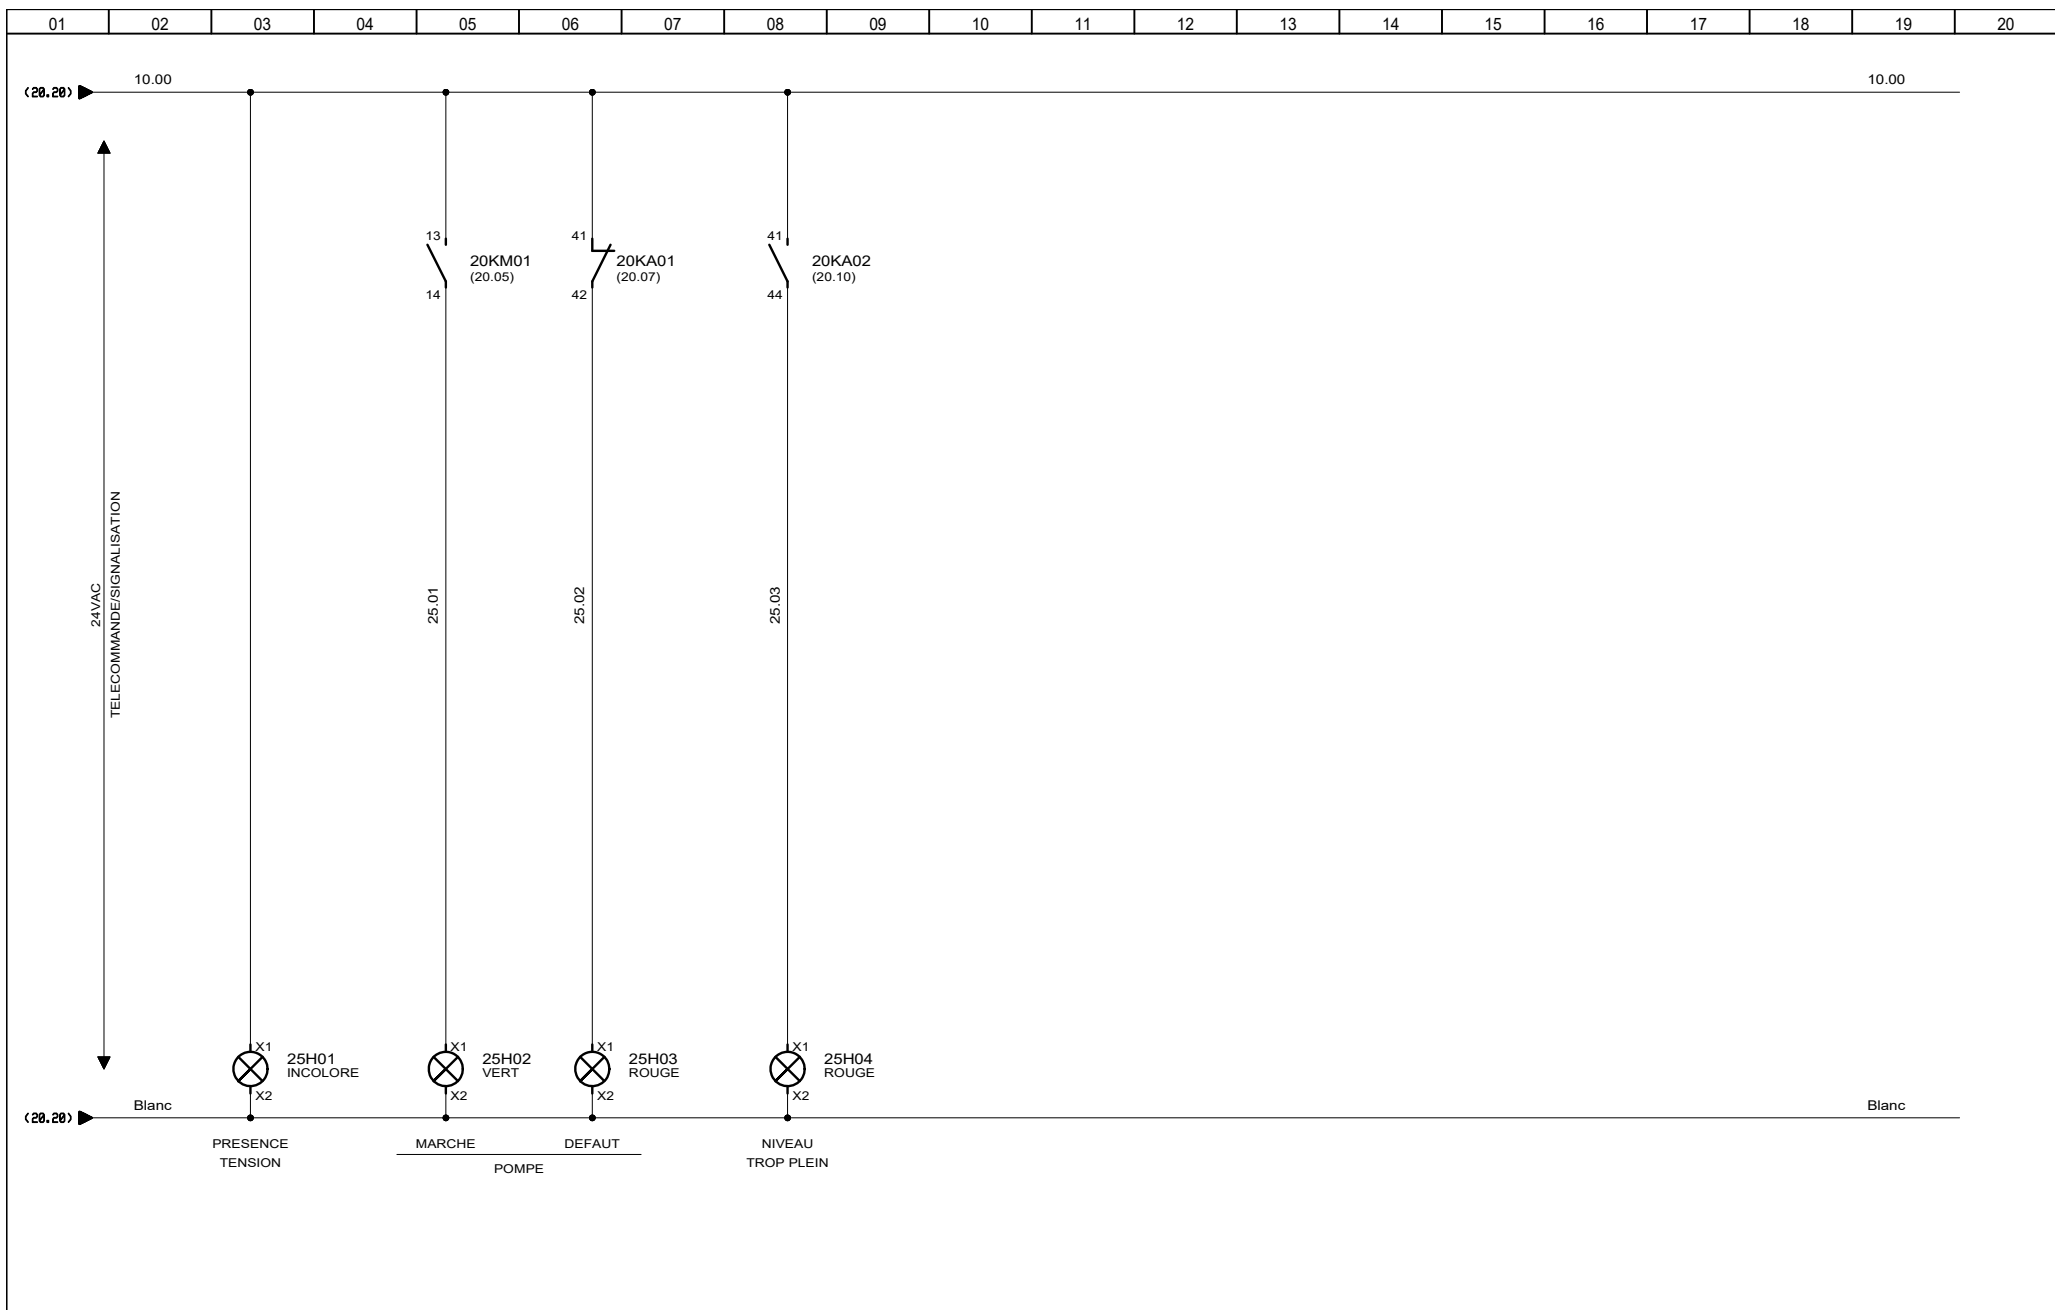 01 02 03 04 05 06 07 08 09 10 11 12 13 14 15 16 17 18 19 20
10.00 10.00
(20.20)
13 41 41
20KM01 20KA01 20KA02
(20.05) (20.07) (20.10)
14 42 44
24VAC
TELECOMMANDE/SIGNALISATION
25.01 25.02 25.03
X1 X1 X1 X1
25H01 25H02 25H03 25H04
INCOLORE VERT ROUGE ROUGE
X2 X2 X2 X2
Blanc Blanc
(20.20)
PRESENCE MARCHE DEFAUT NIVEAU
TENSION POMPE TROP PLEIN